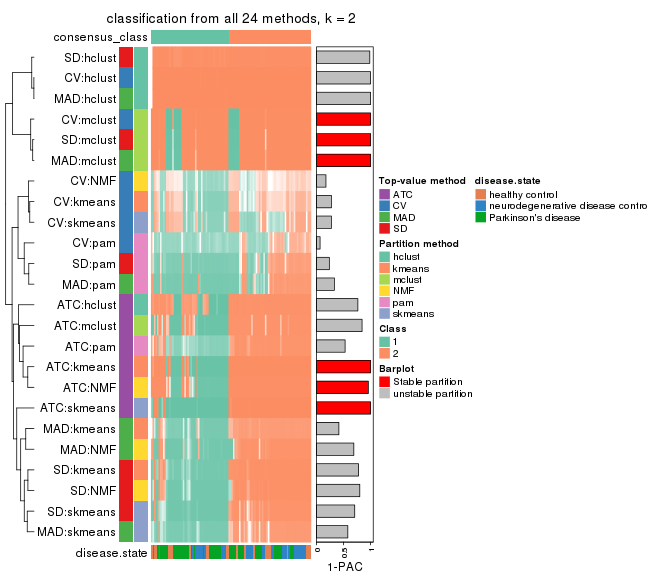 classification from all 24 methods, k = 2
consensus_class
SD:hclust
CV:hclust
MAD:hclust
CV:mclust
SD:mclust
MAD:mclust
CV:NMF
CV:kmeans
CV:skmeans
CV:pam
SD:pam
MAD:pam
ATC:hclust
ATC:mclust
ATC:pam
ATC:kmeans
ATC:NMF
ATC:skmeans
MAD:kmeans
MAD:NMF
SD:kmeans
SD:NMF
SD:skmeans
MAD:skmeans
disease.state
0
0.5
1
1-PAC
Top-value method
ATC
CV
MAD
SD
Partition method
hclust
kmeans
mclust
NMF
pam
skmeans
Class
1
2
Barplot
Stable partition
unstable partition
disease.state
healthy control
neurodegenerative disease contro
Parkinson's disease